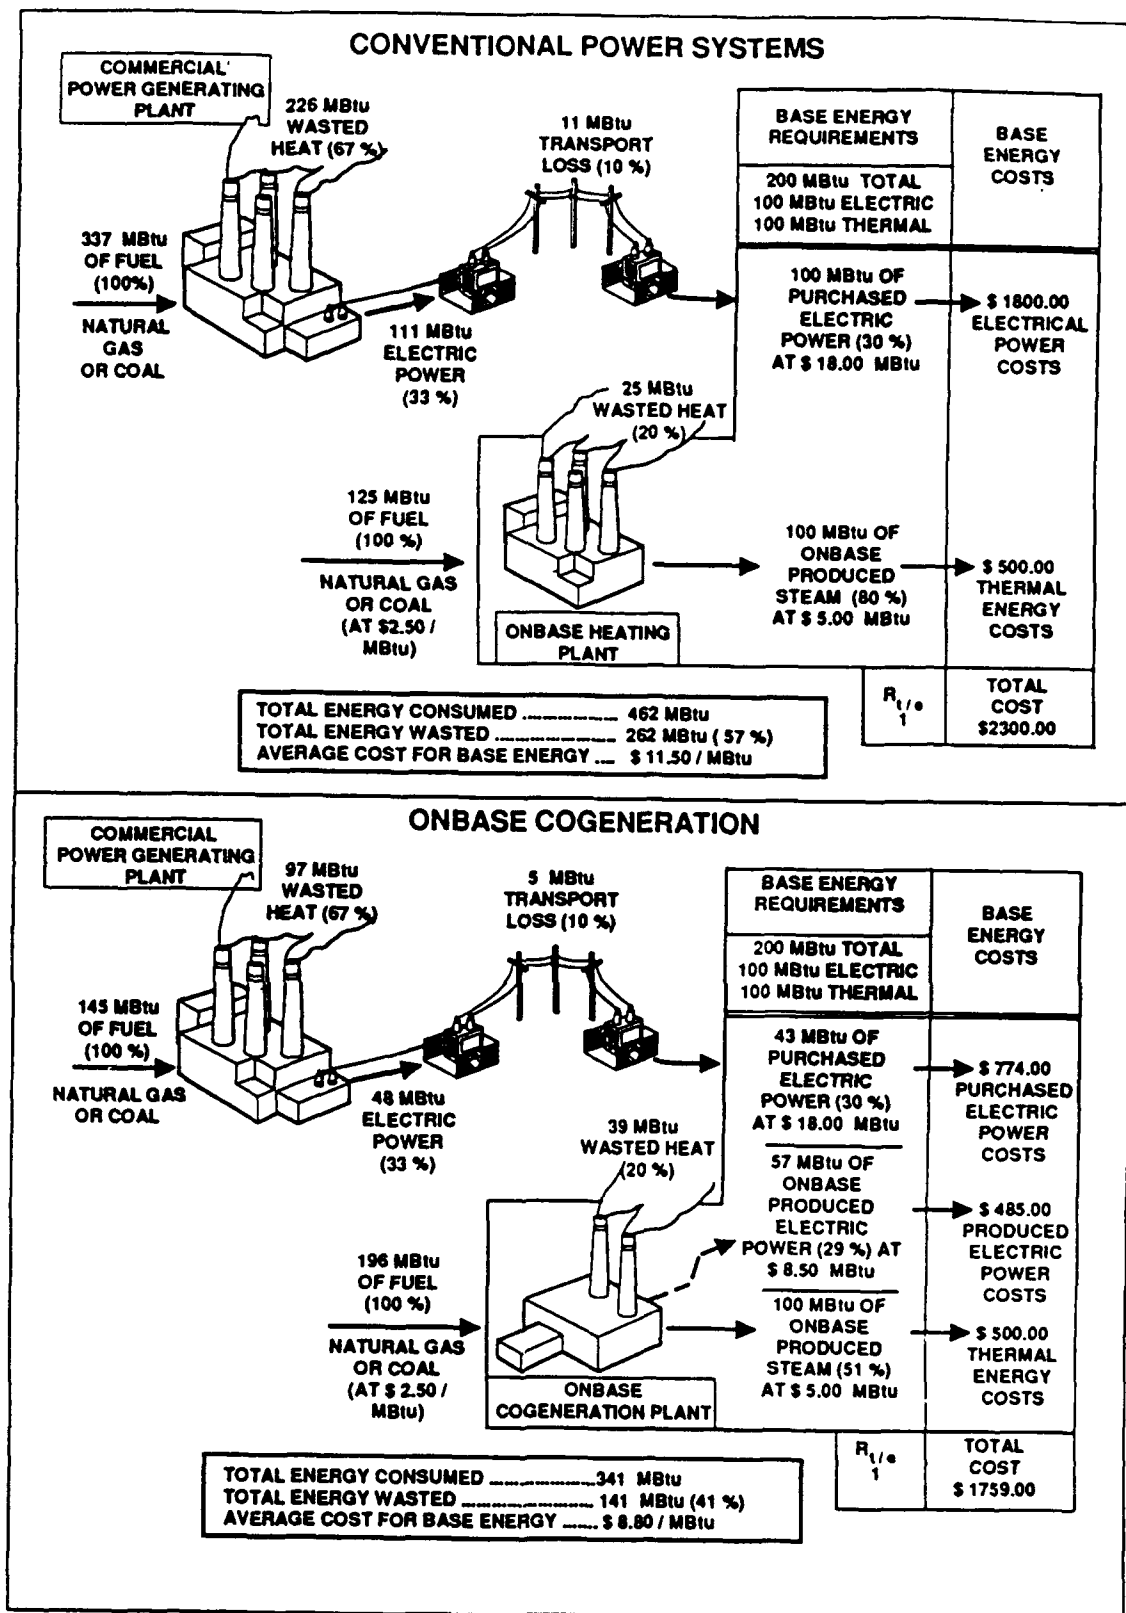 CONVENTIONAL POWER SYSTEMS
COMMERCIAL
POWER GENERATING
PLANT
226 MBtu
WASTED
HEAT (67 %)
11 MBtu
TRANSPORT
LOSS (10 %)
BASE ENERGY
REQUIREMENTS
BASE
ENERGY
COSTS
200 MBtu TOTAL
100 MBtu ELECTRIC
100 MBtu THERMAL
337 MBtu
OF FUEL
(100%)
NATURAL
GAS
OR COAL
111 MBtu
ELECTRIC
POWER
(33 %)
100 MBtu OF
PURCHASED
ELECTRIC
POWER (30 %)
AT $ 18.00 MBtu
$ 1800.00
ELECTRICAL
POWER
COSTS
25 MBtu
WASTED HEAT
(20 %)
125 MBtu
OF FUEL
(100 %)
NATURAL GAS
OR COAL
(AT $2.50 /
MBtu)
ONBASE HEATING
PLANT
100 MBtu OF
ONBASE
PRODUCED
STEAM (80 %)
AT $ 5.00 MBtu
$ 500.00
THERMAL
ENERGY
COSTS
R t / e
1
TOTAL
COST
$2300.00
TOTAL ENERGY CONSUMED .................. 462 MBtu
TOTAL ENERGY WASTED ..................... 262 MBtu ( 57 %)
AVERAGE COST FOR BASE ENERGY .... $ 11.50 / MBtu
ONBASE COGENERATION
COMMERCIAL
POWER GENERATING
PLANT
97 MBtu
WASTED
HEAT (67 %)
5 MBtu
TRANSPORT
LOSS (10 %)
BASE ENERGY
REQUIREMENTS
BASE
ENERGY
COSTS
200 MBtu TOTAL
100 MBtu ELECTRIC
100 MBtu THERMAL
145 MBtu
OF FUEL
(100 %)
NATURAL GAS
OR COAL
48 MBtu
ELECTRIC
POWER
(33 %)
43 MBtu OF
PURCHASED
ELECTRIC
POWER (30 %)
AT $ 18.00 MBtu
$ 774.00
PURCHASED
ELECTRIC
POWER
COSTS
39 MBtu
WASTED HEAT
(20 %)
57 MBtu OF
ONBASE
PRODUCED
ELECTRIC
POWER (29 %) AT
$ 8.50 MBtu
$ 485.00
PRODUCED
ELECTRIC
POWER
COSTS
196 MBtu
OF FUEL
(100 %)
NATURAL GAS
OR COAL
(AT $ 2.50 /
MBtu)
ONBASE
COGENERATION PLANT
100 MBtu OF
ONBASE
PRODUCED
STEAM (51 %)
AT $ 5.00 MBtu
$ 500.00
THERMAL
ENERGY
COSTS
R t / e
1
TOTAL
COST
$ 1759.00
TOTAL ENERGY CONSUMED ..................341 MBtu
TOTAL ENERGY WASTED ....................... 141 MBtu (41 %)
AVERAGE COST FOR BASE ENERGY ....... $ 8.80 / MBtu